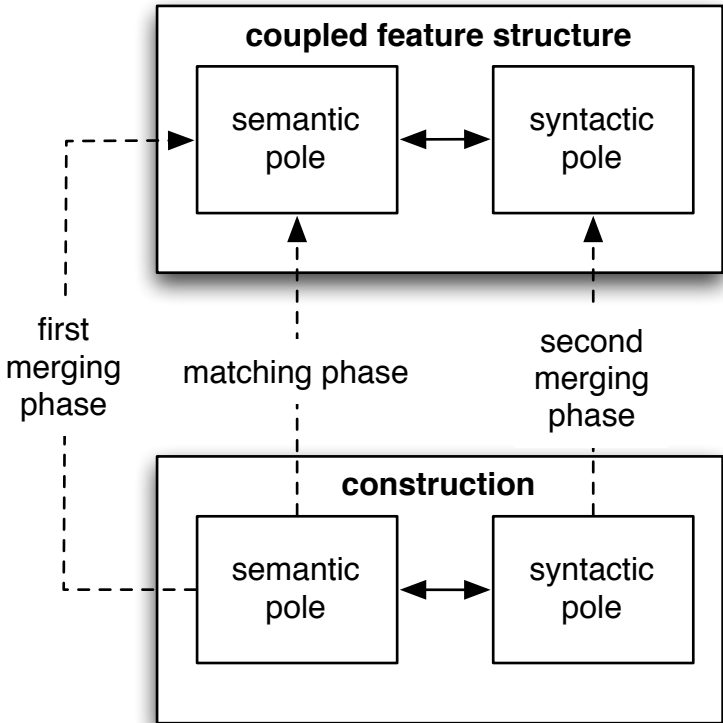 coupled feature structure
semantic
pole
syntactic
pole
first
merging
phase
matching phase
second
merging
phase
construction
semantic
pole
syntactic
pole